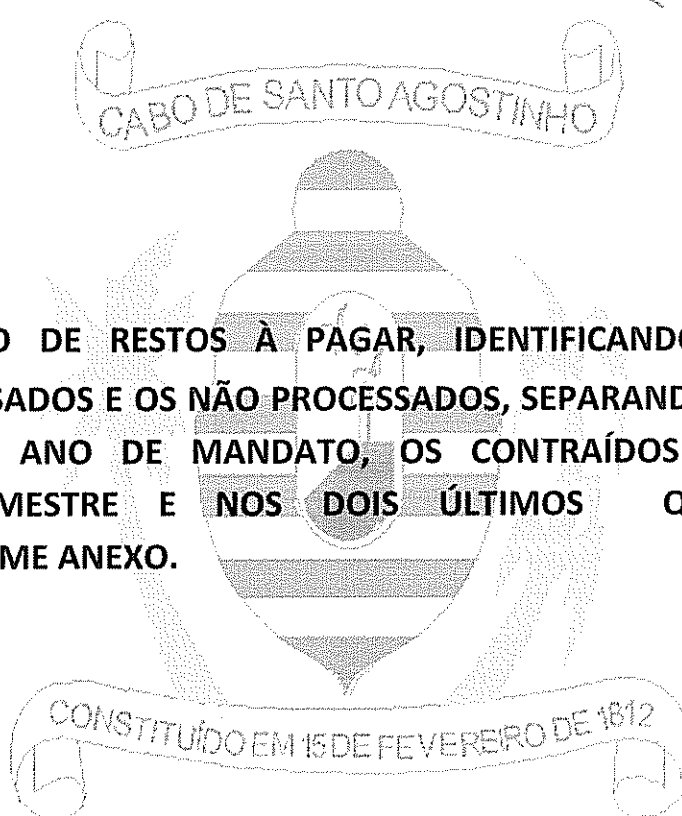 CABO DE SANTO AGOSTINHO
O DE RESTOS À PAGAR, IDENTIFICANDO
SADOS E OS NÃO PROCESSADOS, SEPARAND
ANO DE MANDATO, OS CONTRAÍDOS
MESTRE E NOS DOIS ÚLTIMOS Q
ME ANEXO.
CONSTITUÍDO EM 15 DE FEVEREIRO DE 1812